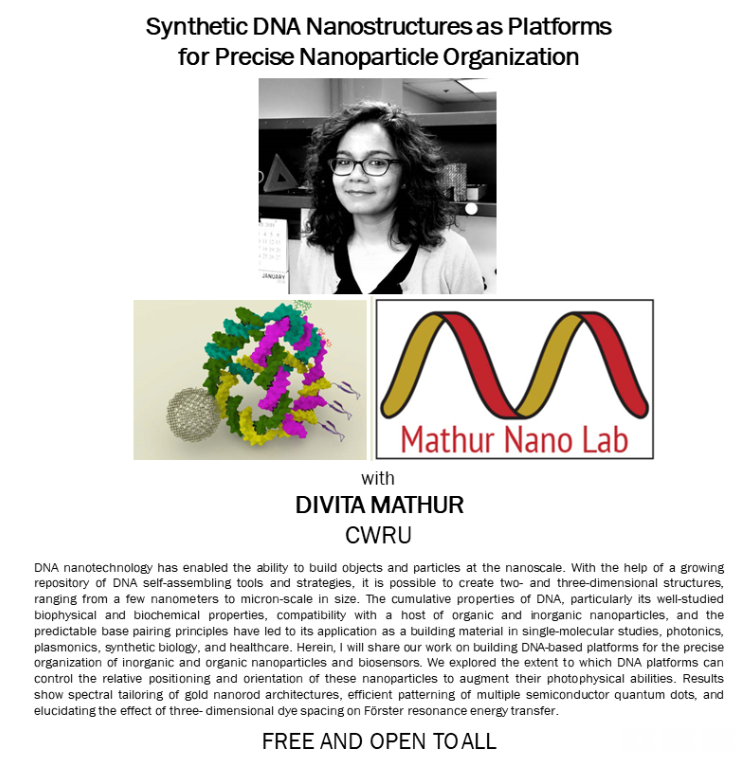 Synthetic DNA Nanostructures as Platforms
for Precise Nanoparticle Organization
JANUARY
Mathur Nano Lab
with
DIVITA MATHUR
CWRU
DNA nanotechnology has enabled the ability to build objects and particles at the nanoscale. With the help of a growing
repository of DNA self-assembling tools and strategies, it is possible to create two- and three-dimensional structures,
ranging from a few nanometers to micron-scale in size. The cumulative properties of DNA, particularly its well-studied
biophysical and biochemical properties, compatibility with a host of organic and inorganic nanoparticles, and the
predictable base pairing principles have led to its application as a building material in single-molecular studies, photonics,
plasmonics, synthetic biology, and healthcare. Herein, I will share our work on building DNA-based platforms for the precise
organization of inorganic and organic nanoparticles and biosensors. We explored the extent to which DNA platforms can
control the relative positioning and orientation of these nanoparticles to augment their photophysical abilities. Results
show spectral tailoring of gold nanorod architectures, efficient patterning of multiple semiconductor quantum dots, and
elucidating the effect of three- dimensional dye spacing on Förster resonance energy transfer.
FREE AND OPEN TO ALL